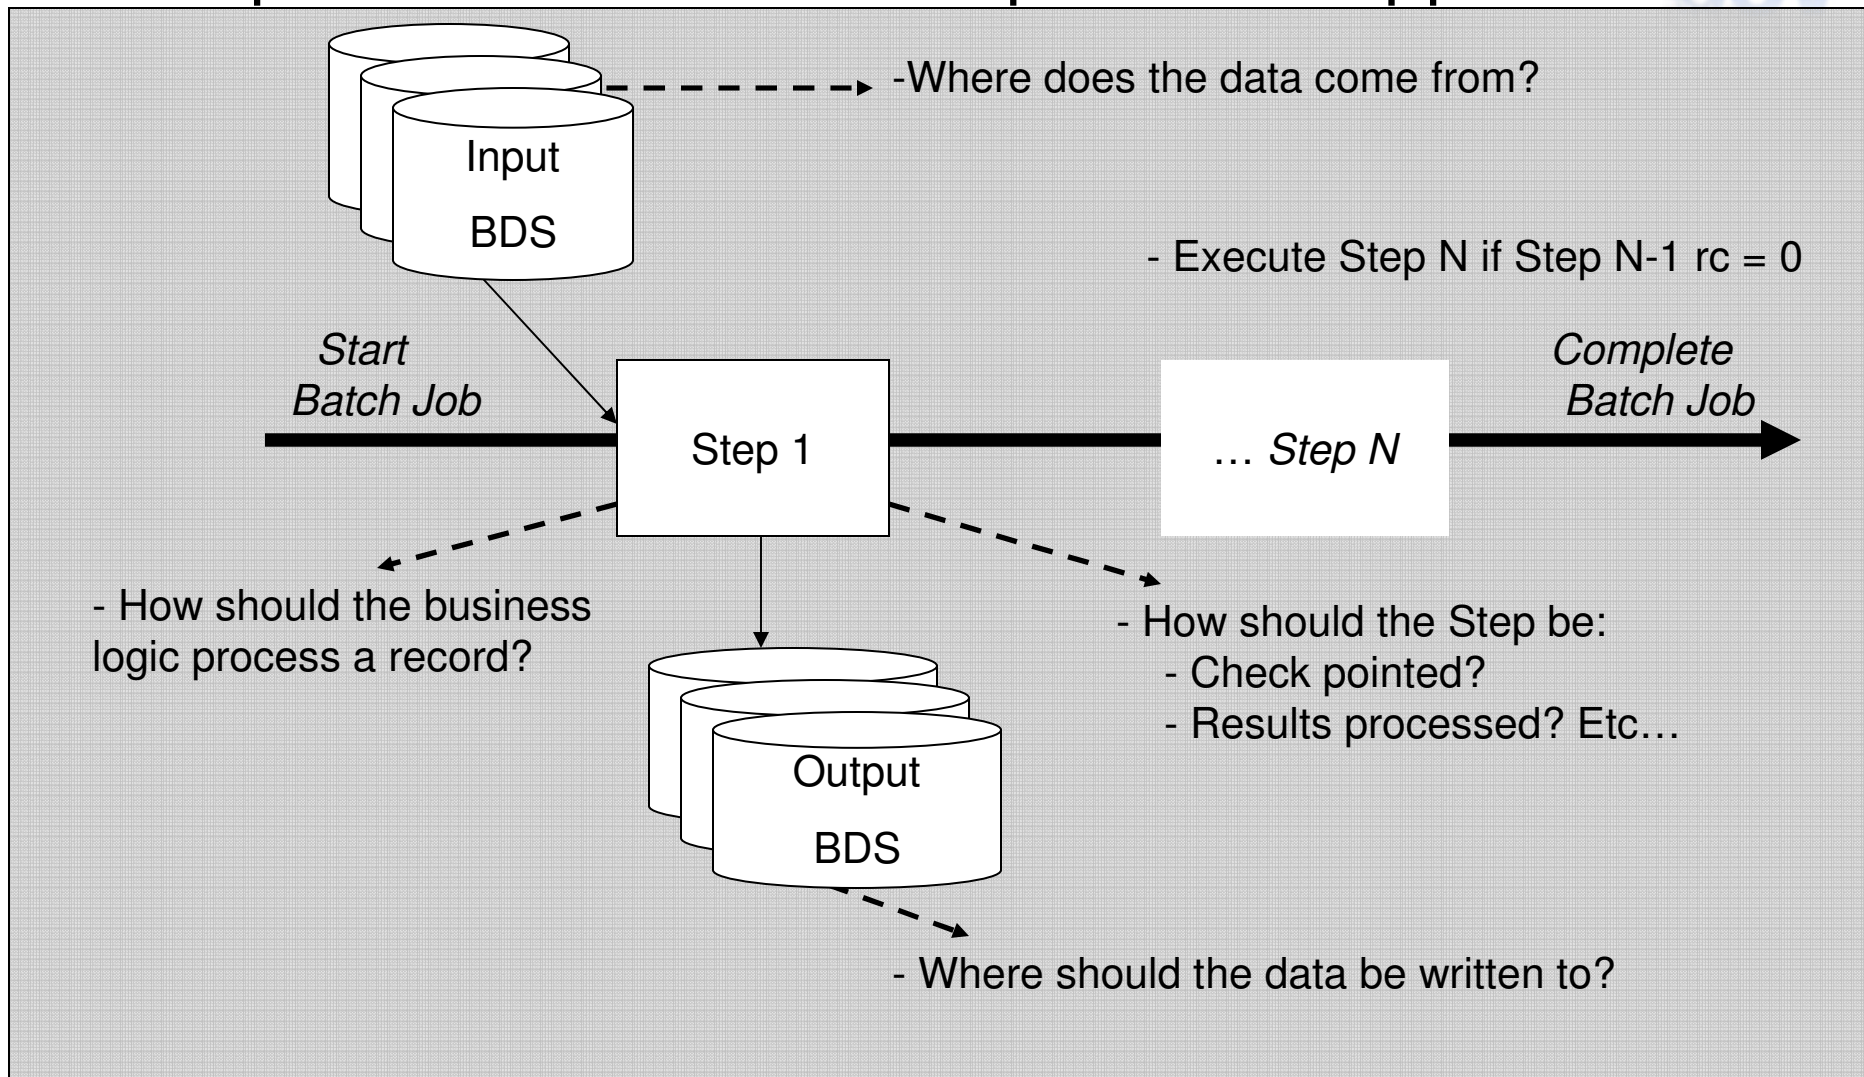 -Where does the data come from?
Input
BDS
- Execute Step N if Step N-1 rc = 0
Start
Batch Job
Complete
Batch Job
Step 1
… Step N
- How should the business
logic process a record?
- How should the Step be:
- Check pointed?
- Results processed? Etc…
Output
BDS
- Where should the data be written to?